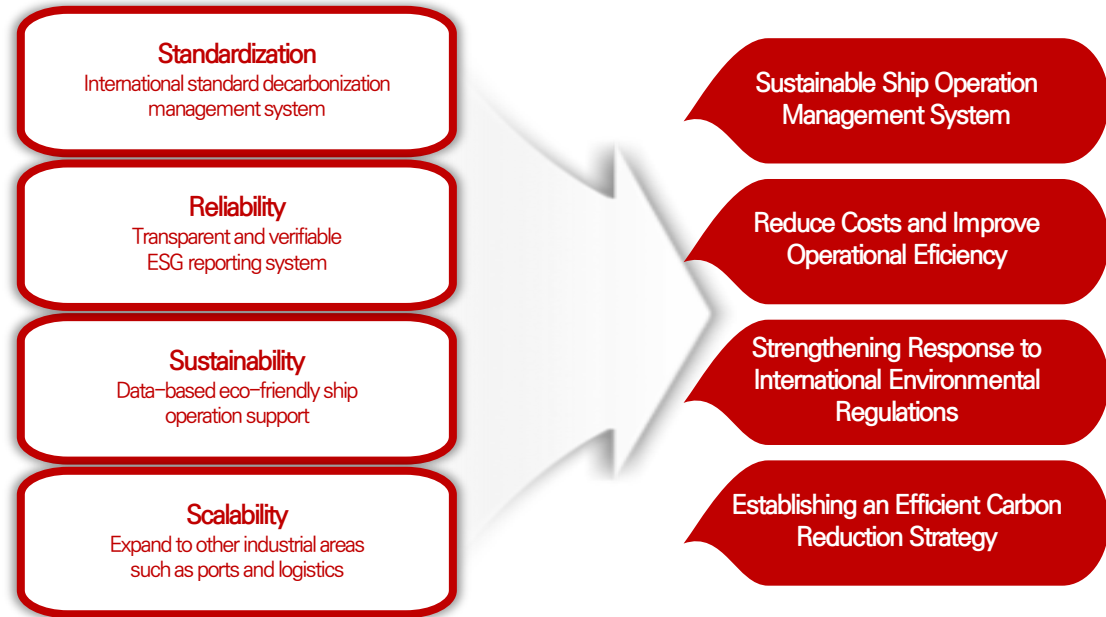 Standardization
International standard decarbonization
management system
Reliability
Transparent and verifiable
ESG reporting system
Sustainability
Data-based eco-friendly ship
operation support
Scalability
Expand to other industrial areas
such as ports and logistics
Sustainable Ship Operation
Management System
Reduce Costs and Improve
Operational Eficiency
Strengthening Response to
International Environmental
Regulations
Establishing an Efficient Carbon
Reduction Strategy